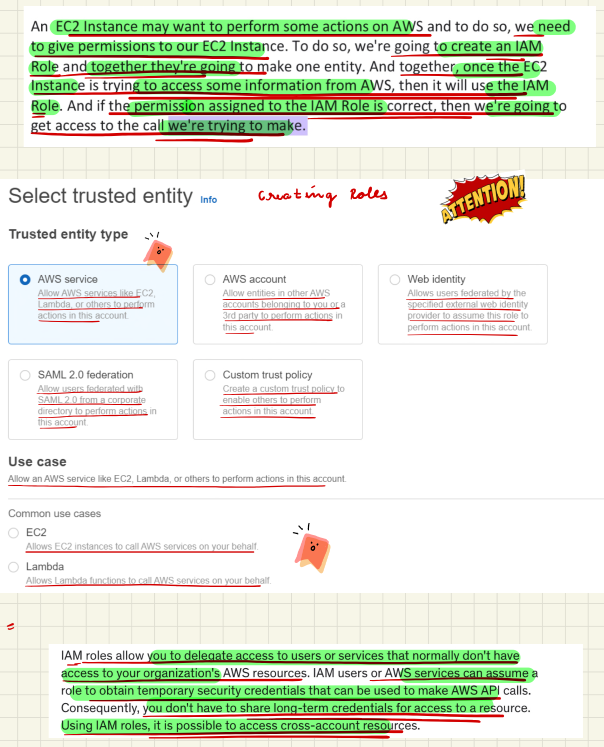 An EC2 Instance may want to perform some actions on AWS and to do so, we need
to give permissions to our EC2 Instance. To do so, we're going to create an IAM
Role and together they're going to make one entity. And together, once the EC2
Instance is trying to access some information from AWS, then it will use the IAM
Role. And if the permission assigned to the IAM Role is correct, then we're going to
get access to the call we're trying to make.
Select trusted entity Info
Creating Roles
ATTENTION!
Trusted entity type
AWS service
Allow AWS services like EC2,
Lambda, or others to perform
actions in this account.
AWS account
Allow entities in other AWS
accounts belonging to you or a
3rd party to perform actions in
this account.
Web identity
Allows users federated by the
specified external web identity
provider to assume this role to
perform actions in this account.
SAML 2.0 federation
Allow users federated with
SAML 2.0 from a corporate
directory to perform actions in
this account.
Custom trust policy
Create a custom trust policy to
enable others to perform
actions in this account.
Use case
Allow an AWS service like EC2, Lambda, or others to perform actions in this account.
Common use cases
EC2
Allows EC2 instances to call AWS services on your behalf.
Lambda
Allows Lambda functions to call AWS services on your behalf.
IAM roles allow you to delegate access to users or services that normally don't have
access to your organization's AWS resources. IAM users or AWS services can assume a
role to obtain temporary security credentials that can be used to make AWS API calls.
Consequently, you don't have to share long-term credentials for access to a resource.
Using IAM roles, it is possible to access cross-account resources.